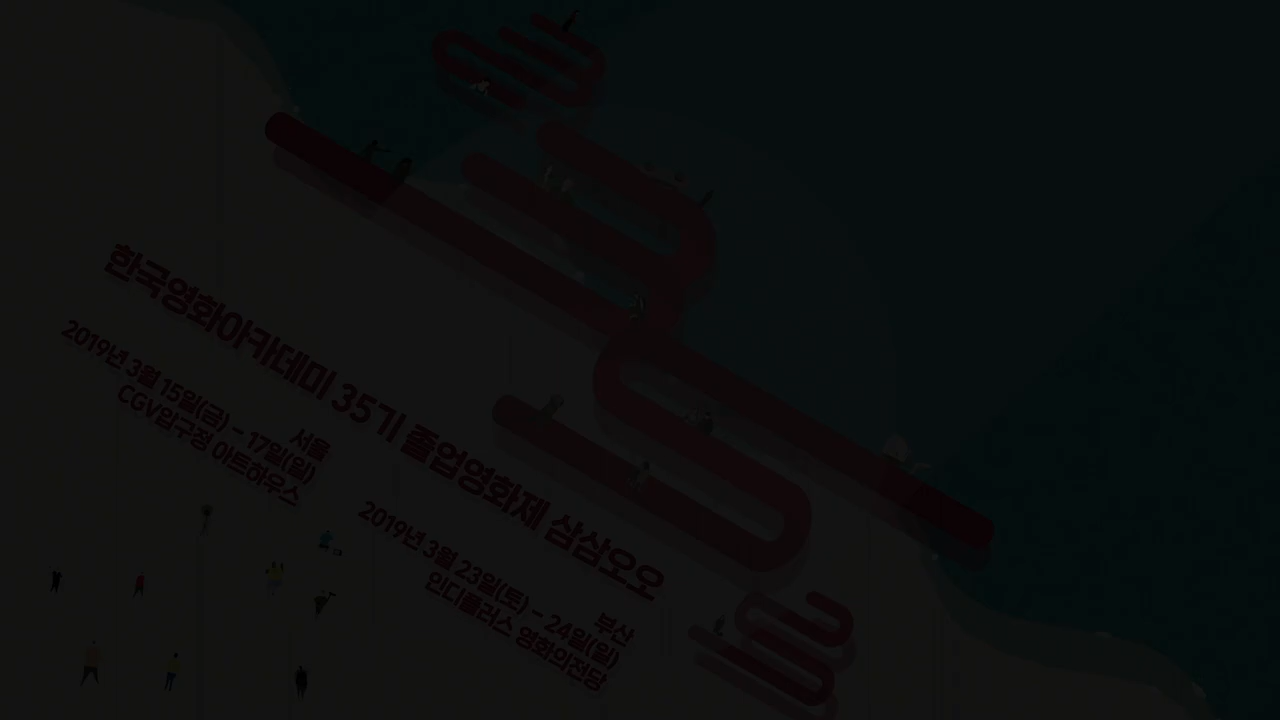 한국영화아카데미 35기 졸업영화제 삼삼오오
서울
2019년 3월 15일(금) - 17일(일)
CGV압구정 아트하우스
부산
2019년 3월 23일(토) - 24일(일)
인디플러스 영화의전당